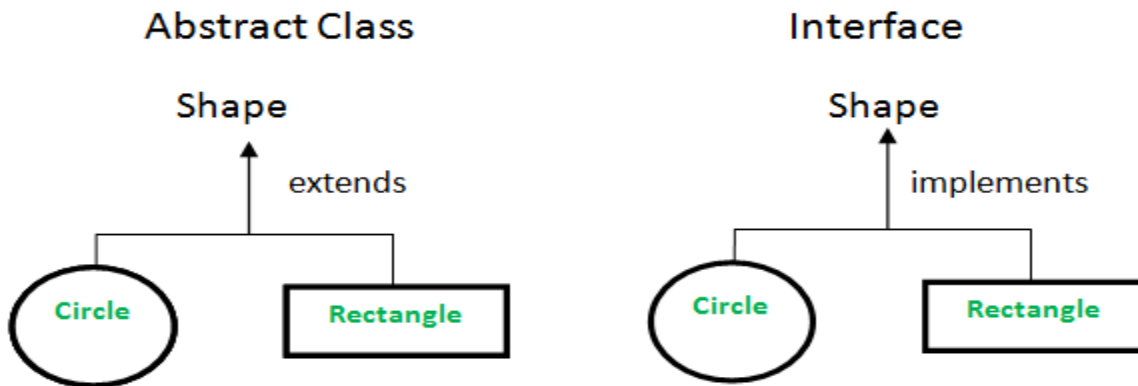 Abstract Class
Interface
Shape
Shape
extends
implements
Circle
Rectangle
Circle
Rectangle